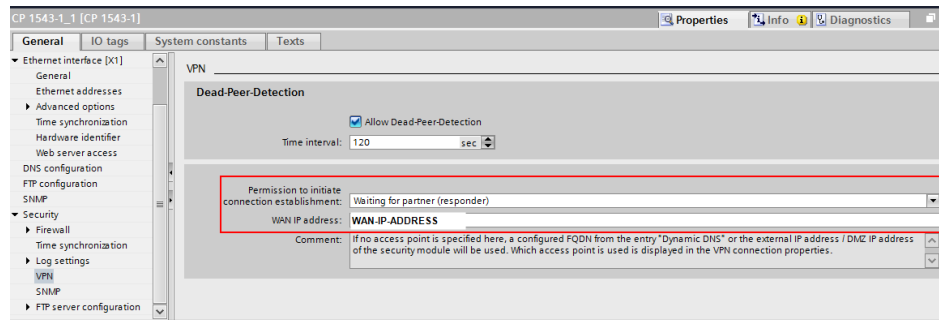 CP 1543-1_1 [CP 1543-1]
Properties
Info
Diagnostics
General
IO tags
System constants
Texts
Ethernet interface [X1]
General
Ethernet addresses
Advanced options
Time synchronization
Hardware identifier
Web server access
DNS configuration
FTP configuration
SNMP
Security
Firewall
Time synchronization
Log settings
VPN
SNMP
FTP server configuration
VPN
Dead-Peer-Detection
Allow Dead-Peer-Detection
Time interval: 120 sec
Permission to initiate
connection establishment: Waiting for partner (responder)
WAN IP address: WAN-IP-ADDRESS
Comment: If no access point is specified here, a configured FQDN from the entry "Dynamic DNS" or the external IP address / DMZ IP address
of the security module will be used. Which access point is used is displayed in the VPN connection properties.